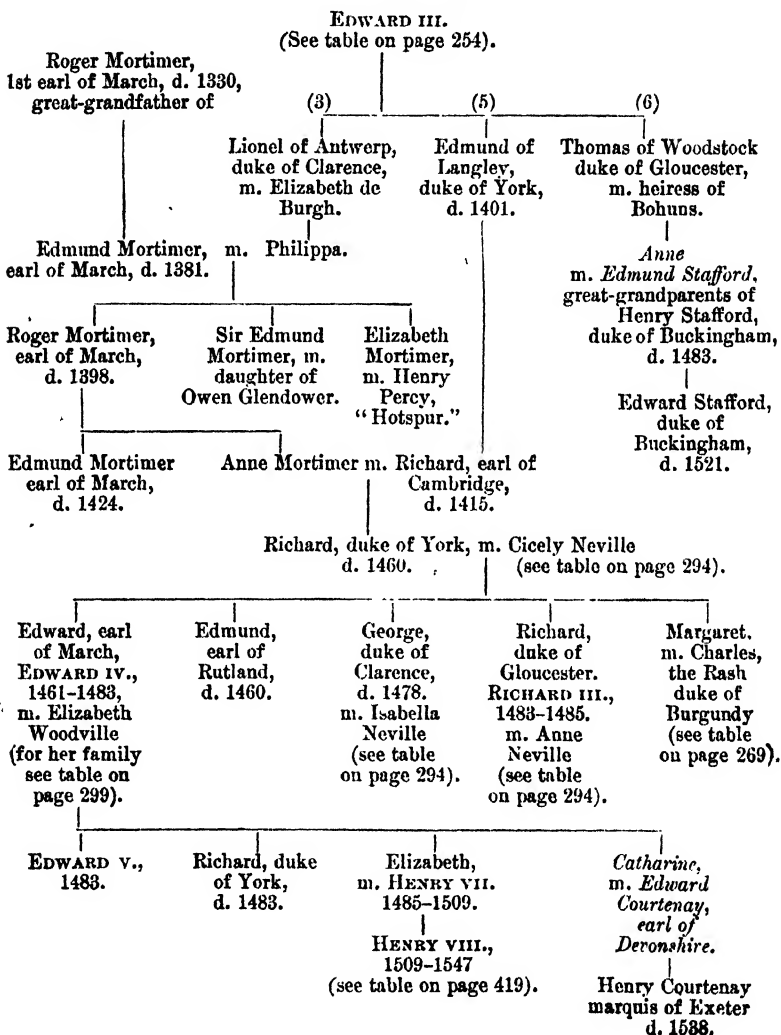 EDWARD III.
(See table on page 254).
Roger Mortimer,
1st earl of March, d. 1330,
great-grandfather of
(3)
(5)
(6)
Lionel of Antwerp,
duke of Clarence,
m. Elizabeth de
Burgh.
Edmund of
Langley,
duke of York,
d. 1401.
Thomas of Woodstock
duke of Gloucester,
m. heiress of
Bohuns.
Edmund Mortimer, m. Philippa.
earl of March, d. 1381.
Anne
m. Edmund Stafford,
great-grandparents of
Henry Stafford,
duke of Buckingham,
d. 1483.
Roger Mortimer,
earl of March,
d. 1398.
Sir Edmund
Mortimer, m.
daughter of
Owen Glendower.
Elizabeth
Mortimer,
m. Henry
Percy,
"Hotspur."
Edward Stafford,
duke of
Buckingham,
d. 1521.
Edmund Mortimer
earl of March,
d. 1424.
Anne Mortimer m. Richard, earl of
Cambridge,
d. 1415.
Richard, duke of York, m. Cicely Neville
d. 1460. (see table on page 294).
Edward, earl
of March,
EDWARD IV.,
1461-1483,
m. Elizabeth
Woodville
(for her family
see table on
page 299).
Edmund,
earl of
Rutland,
d. 1460.
George,
duke of
Clarence,
d. 1478.
m. Isabella
Neville
(see table
on page 294).
Richard,
duke of
Gloucester.
RICHARD III.,
1483-1485.
m. Anne
Neville
(see table
on page 294).
Margaret.
m. Charles,
the Rash
duke of
Burgundy
(see table
on page 269).
EDWARD V.,
1483.
Richard, duke
of York,
d. 1483.
Elizabeth,
m. HENRY VII.
1485-1509.
HENRY VIII.,
1509-1547
(see table on page 419).
Catharine,
m. Edward
Courtenay,
earl of
Devonshire.
Henry Courtenay
marquis of Exeter
d. 1538.